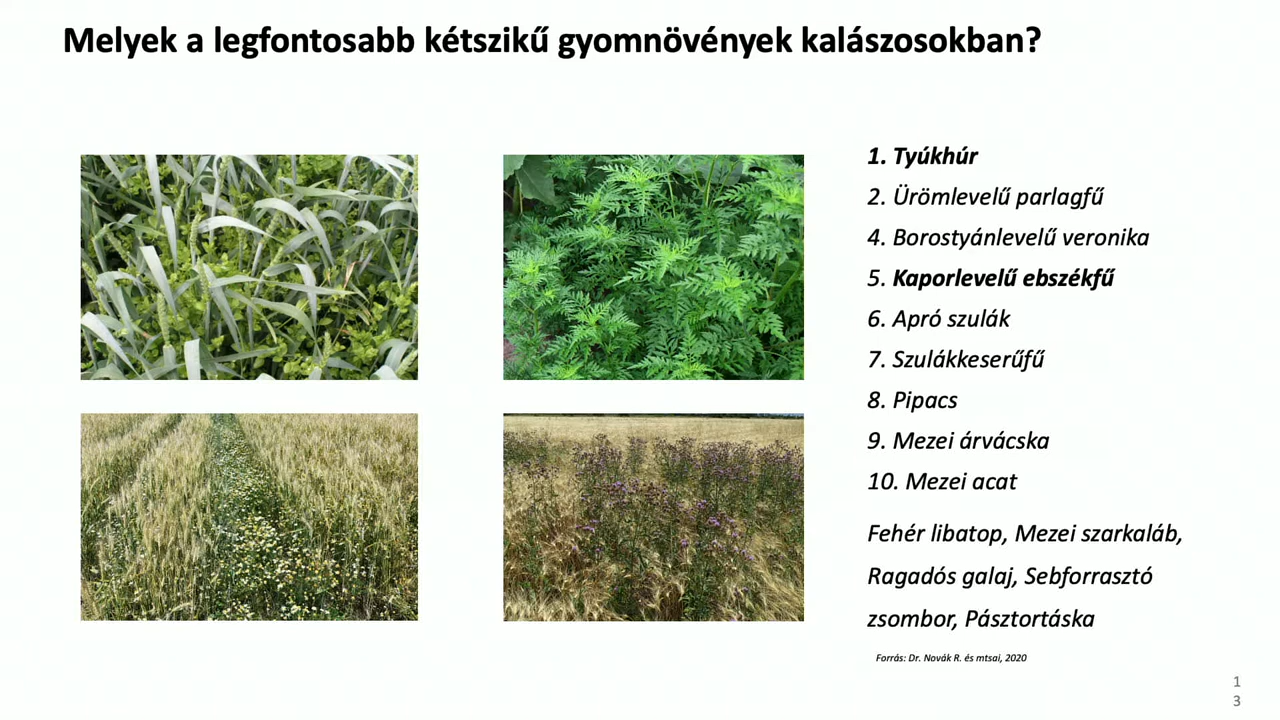 Melyek a legfontosabb kétszikű gyomnövények kalászosokban?
1. Tyúkhúr
2. Ürömlevelű parlagfű
4. Borostyánlevelű veronika
5. Kaporlevelű ebszékfű
6. Apró szulák
7. Szulákkeserűfű
8. Pipacs
9. Mezei árvácska
10. Mezei acat
Fehér libatop, Mezei szarkaláb,
Ragadós galaj, Sebforrasztó
zsombor, Pásztortáska
Forrás: Dr. Novák R. és mtsai, 2020
1
3